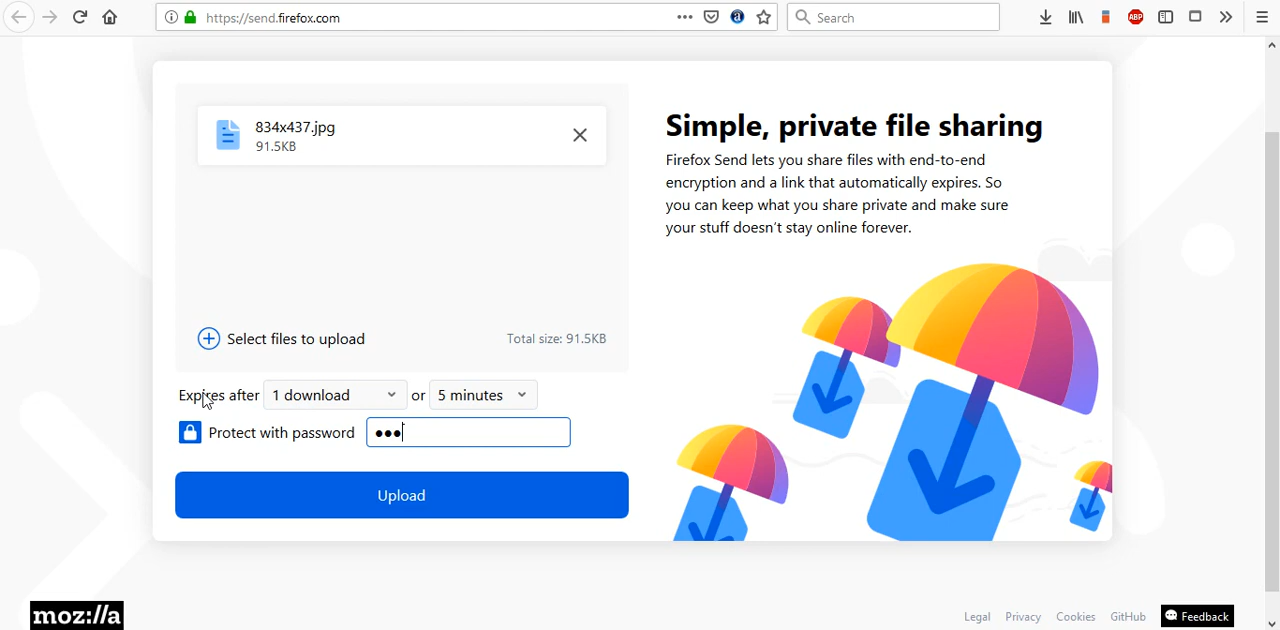 https://send.firefox.com
Search
ABP
834x437.jpg
91.5KB
Simple, private file sharing
Firefox Send lets you share files with end-to-end
encryption and a link that automatically expires. So
you can keep what you share private and make sure
your stuff doesn't stay online forever.
Select files to upload
Total size: 91.5KB
Expires after 1 download or 5 minutes
Protect with password •••
Upload
moz://a
Legal Privacy Cookies GitHub Feedback